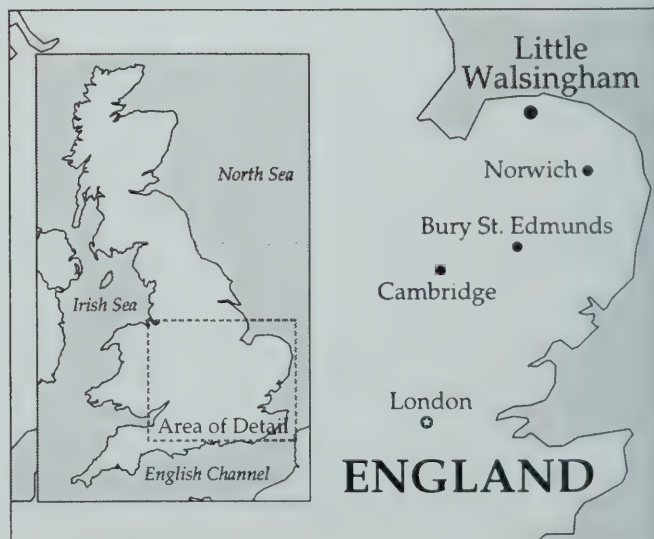 Little
Walsingham
North Sea
Norwich
Bury St. Edmunds
Cambridge
Irish Sea
London
Area of Detail
English Channel
ENGLAND